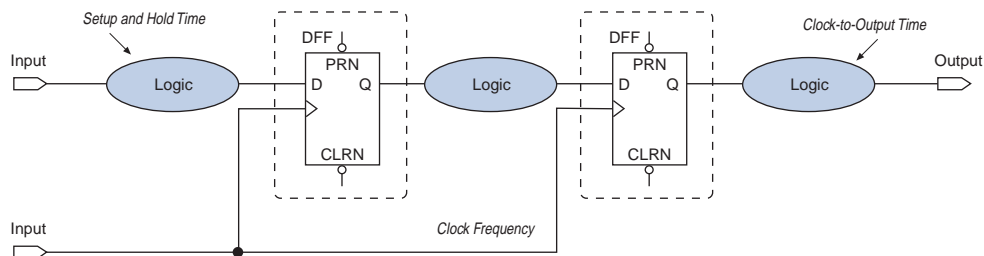 Setup and Hold Time
Clock-to-Output Time
DFF
DFF
Input
Logic
PRN
D
Q
Logic
PRN
D
Q
Logic
Output
CLRN
CLRN
Input
Clock Frequency